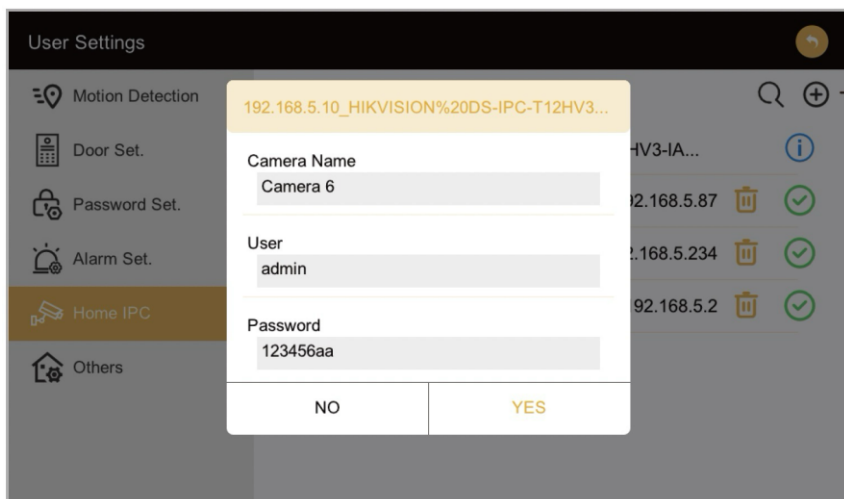 User Settings
Motion Detection
Door Set.
Password Set.
Alarm Set.
Home IPC
Others
192.168.5.10_HIKVISION%20DS-IPC-T12HV3...
Camera Name
Camera 6
User
admin
Password
123456aa
NO
YES
HV3-IA...
92.168.5.87
2.168.5.234
192.168.5.2